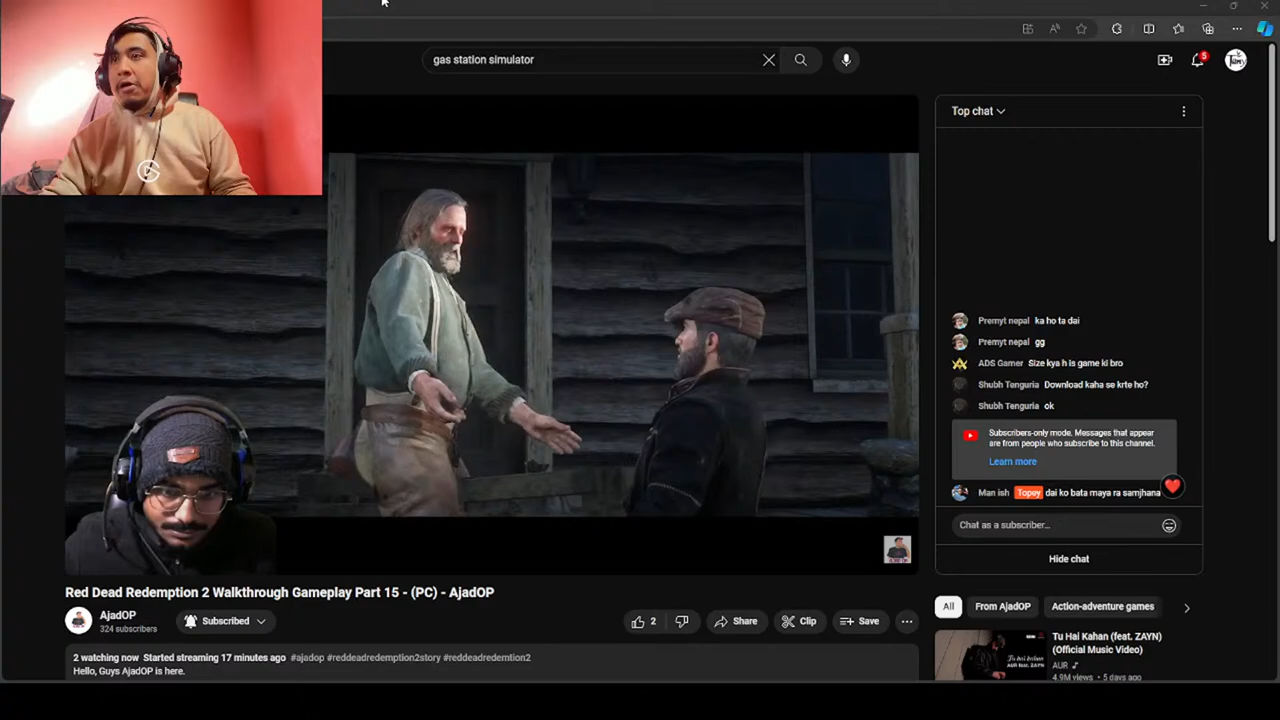 gas station simulator
5
Top chat
Premyt nepal ka ho ta dai
Premyt nepal gg
ADS Gamer Size kya h is game ki bro
Shubh Tenguria Download kaha se krte ho?
Shubh Tenguria ok
Subscribers-only mode. Messages that appear
are from people who subscribe to this channel.
Learn more
Man ish Topey dai ko bata maya ra samjhana
Chat as a subscriber...
Hide chat
Red Dead Redemption 2 Walkthrough Gameplay Part 15 - (PC) - AjadOP
AjadOP
324 subscribers
Subscribed
2
Share
Clip
Save
2 watching now Started streaming 17 minutes ago #ajadop #reddeadredemption2story #reddeadredemtion2
Hello, Guys AjadOP is here.
All
From AjadOP
Action-adventure games
Tu Hai Kahan (feat. ZAYN)
(Official Music Video)
AUR
4.9M views • 5 days ago